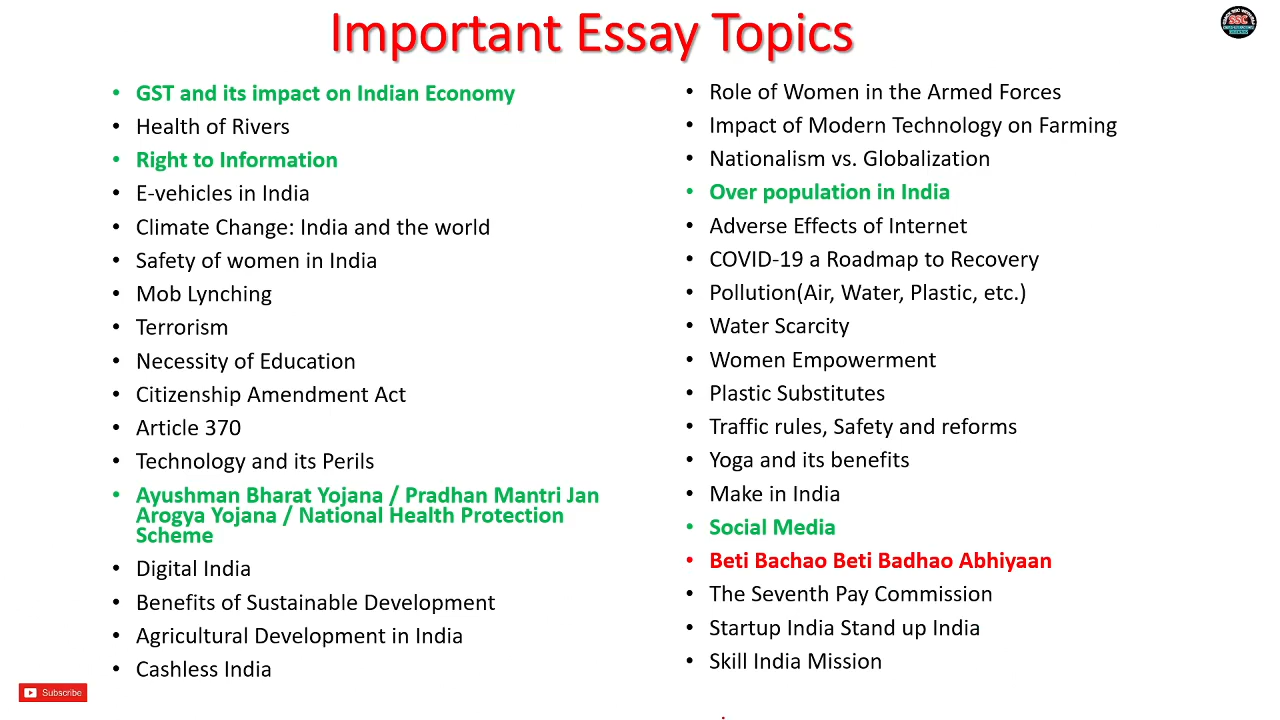 Important Essay Topics
SSC
• GST and its impact on Indian Economy
• Health of Rivers
• Right to Information
• E-vehicles in India
• Climate Change: India and the world
• Safety of women in India
• Mob Lynching
• Terrorism
• Necessity of Education
• Citizenship Amendment Act
• Article 370
• Technology and its Perils
• Ayushman Bharat Yojana / Pradhan Mantri Jan
Arogya Yojana / National Health Protection
Scheme
• Digital India
• Benefits of Sustainable Development
• Agricultural Development in India
• Cashless India
• Role of Women in the Armed Forces
• Impact of Modern Technology on Farming
• Nationalism vs. Globalization
• Over population in India
• Adverse Effects of Internet
• COVID-19 a Roadmap to Recovery
• Pollution(Air, Water, Plastic, etc.)
• Water Scarcity
• Women Empowerment
• Plastic Substitutes
• Traffic rules, Safety and reforms
• Yoga and its benefits
• Make in India
• Social Media
• Beti Bachao Beti Badhao Abhiyaan
• The Seventh Pay Commission
• Startup India Stand up India
• Skill India Mission
Subscribe